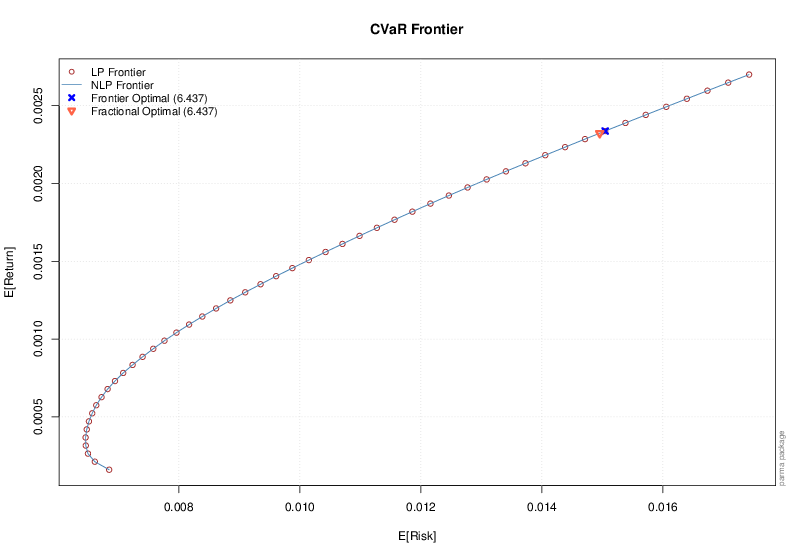 CVaR Frontier
LP Frontier
NLP Frontier
Frontier Optimal (6.437)
Fractional Optimal (6.437)
E[Return]
0.0025
0.0020
0.0015
0.0010
0.0005
0.008
0.010
0.012
0.014
0.016
E[Risk]
parma package